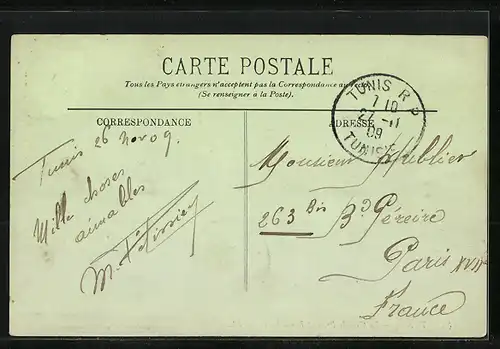 CARTE POSTALE
Tous les Pays étrangers n'acceptent pas la Correspondance au recto
(Se renseigner à la Poste).
CORRESPONDANCE
ADRESSE
TUNIS R P
7 10
27 -11
09
TUNISIE
Tunis 26 nov 09
Mille choses
aimables
M.
Monsieur
263 Bis Bd Péreire
Paris XVII
France